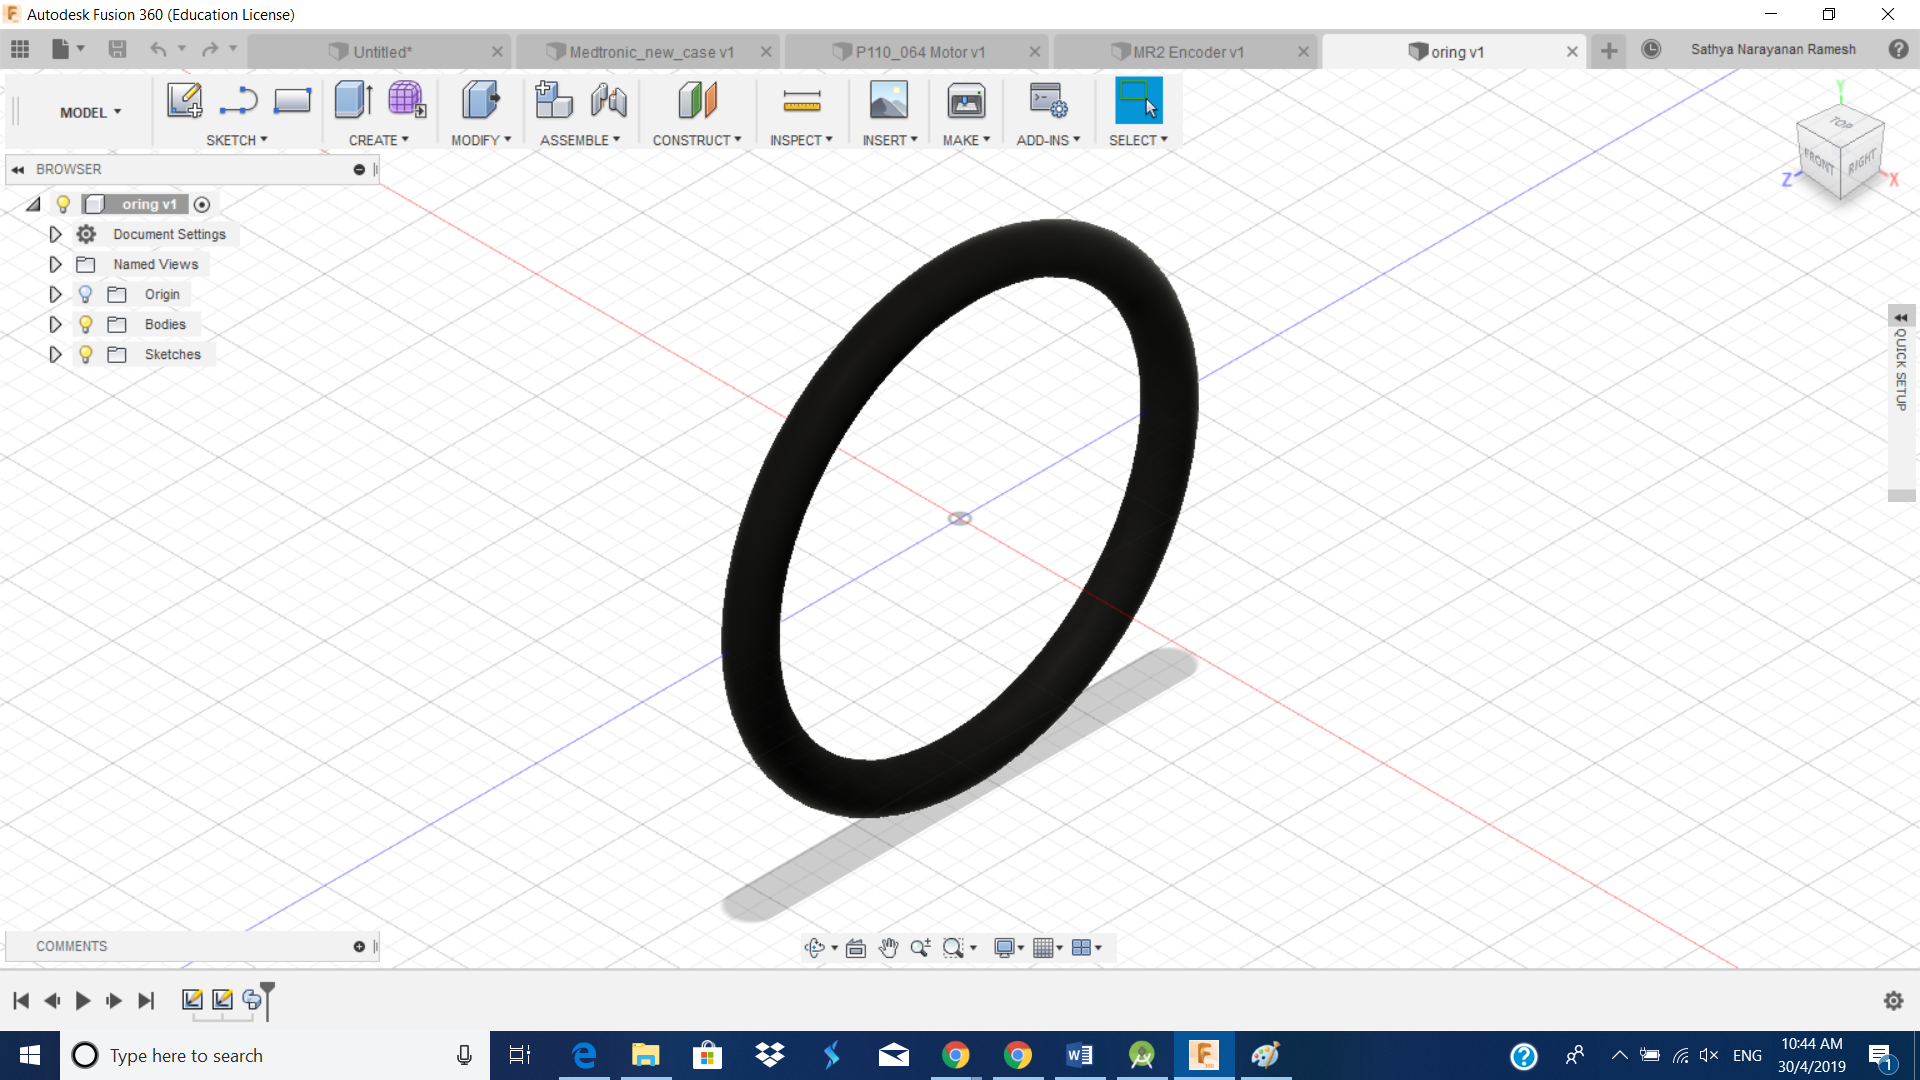 Autodesk Fusion 360 (Education License)
Untitled*
Medtronic_new_case v1
P110_064 Motor v1
MR2 Encoder v1
oring v1
Sathya Narayanan Ramesh
MODEL
SKETCH
CREATE
MODIFY
ASSEMBLE
CONSTRUCT
INSPECT
INSERT
MAKE
ADD-INS
SELECT
Y
TOP
FRONT
RIGHT
Z
X
BROWSER
oring v1
Document Settings
Named Views
Origin
Bodies
Sketches
QUICK SETUP
COMMENTS
Type here to search
ENG
10:44 AM
30/4/2019
1